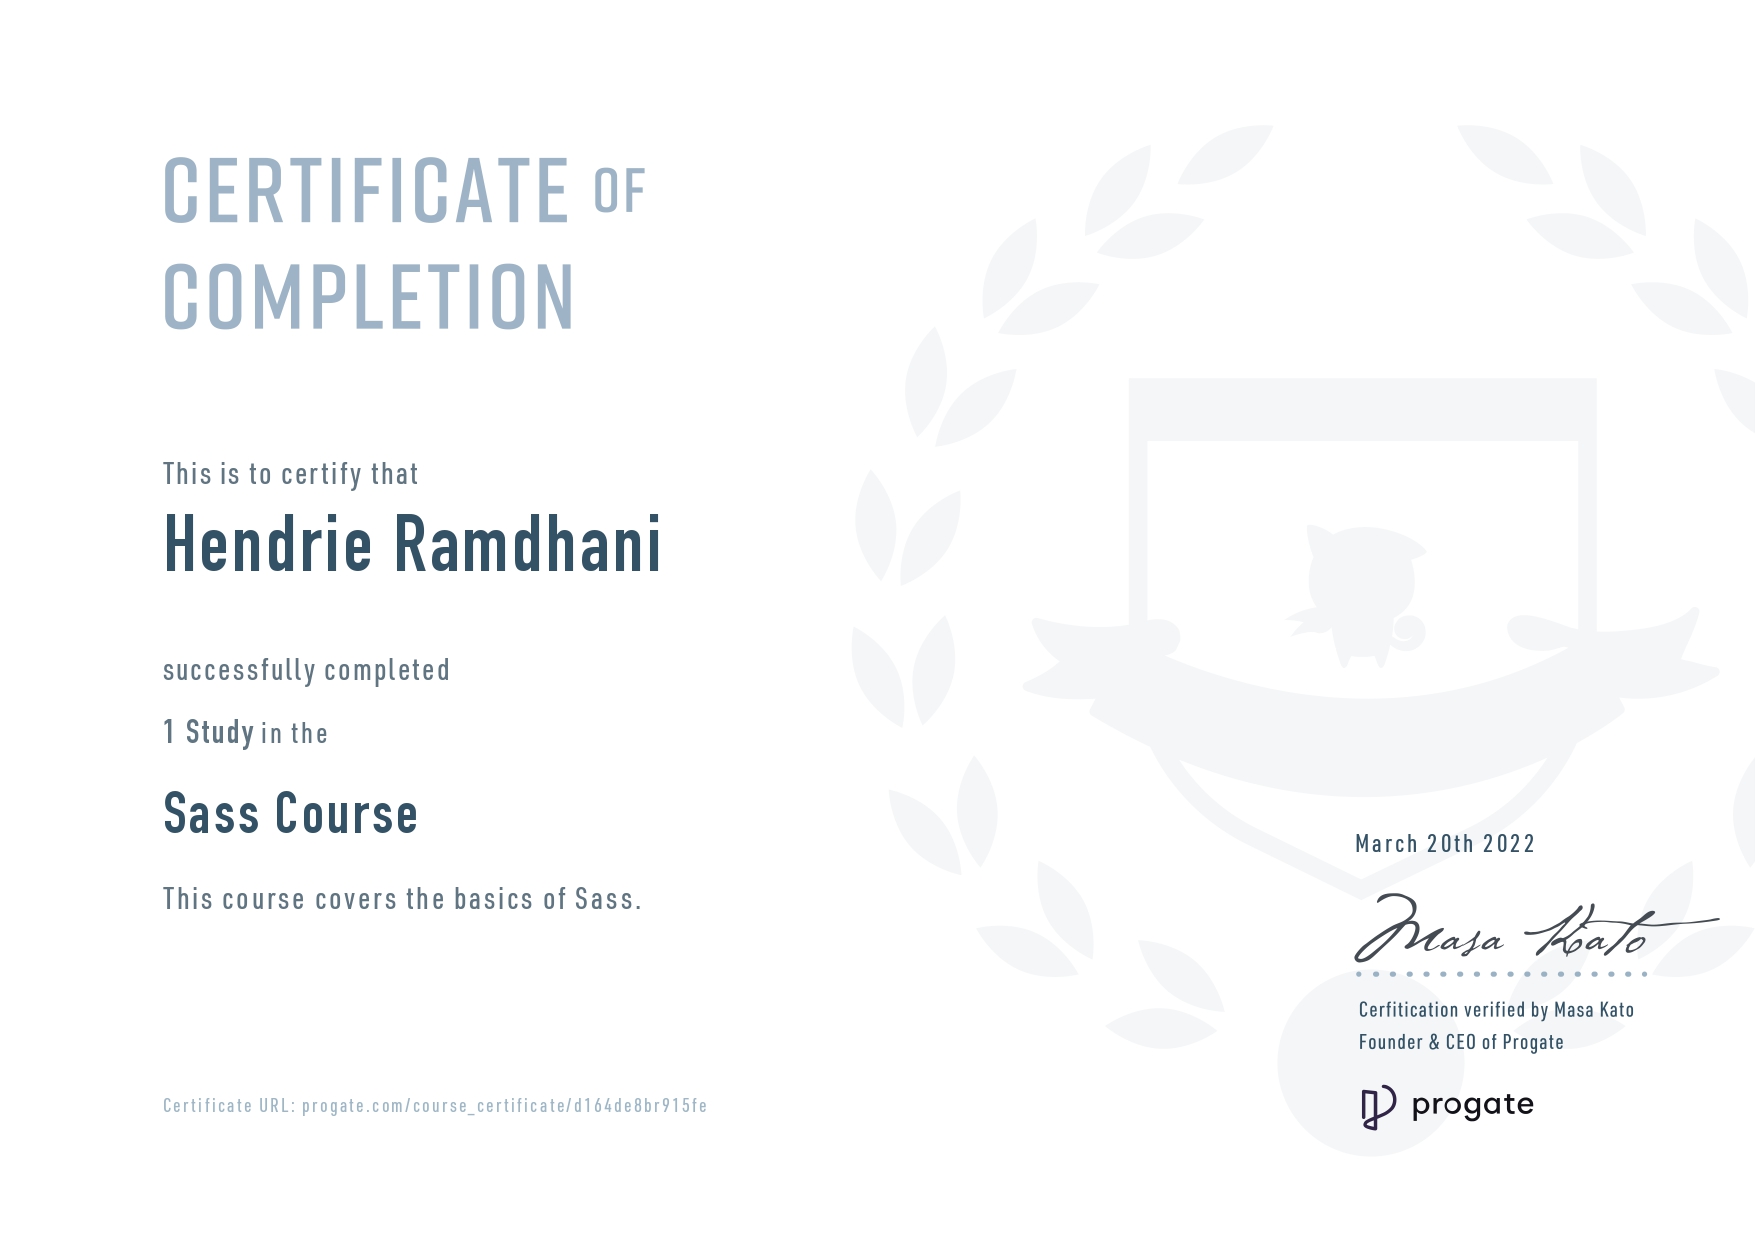 CERTIFICATE OF
COMPLETION
This is to certify that
Hendrie Ramdhani
successfully completed
1 Study in the
Sass Course
This course covers the basics of Sass.
March 20th 2022
Masa Kato
Cerfitication verified by Masa Kato
Founder & CEO of Progate
progate
Certificate URL: progate.com/course_certificate/d164de8br915fe